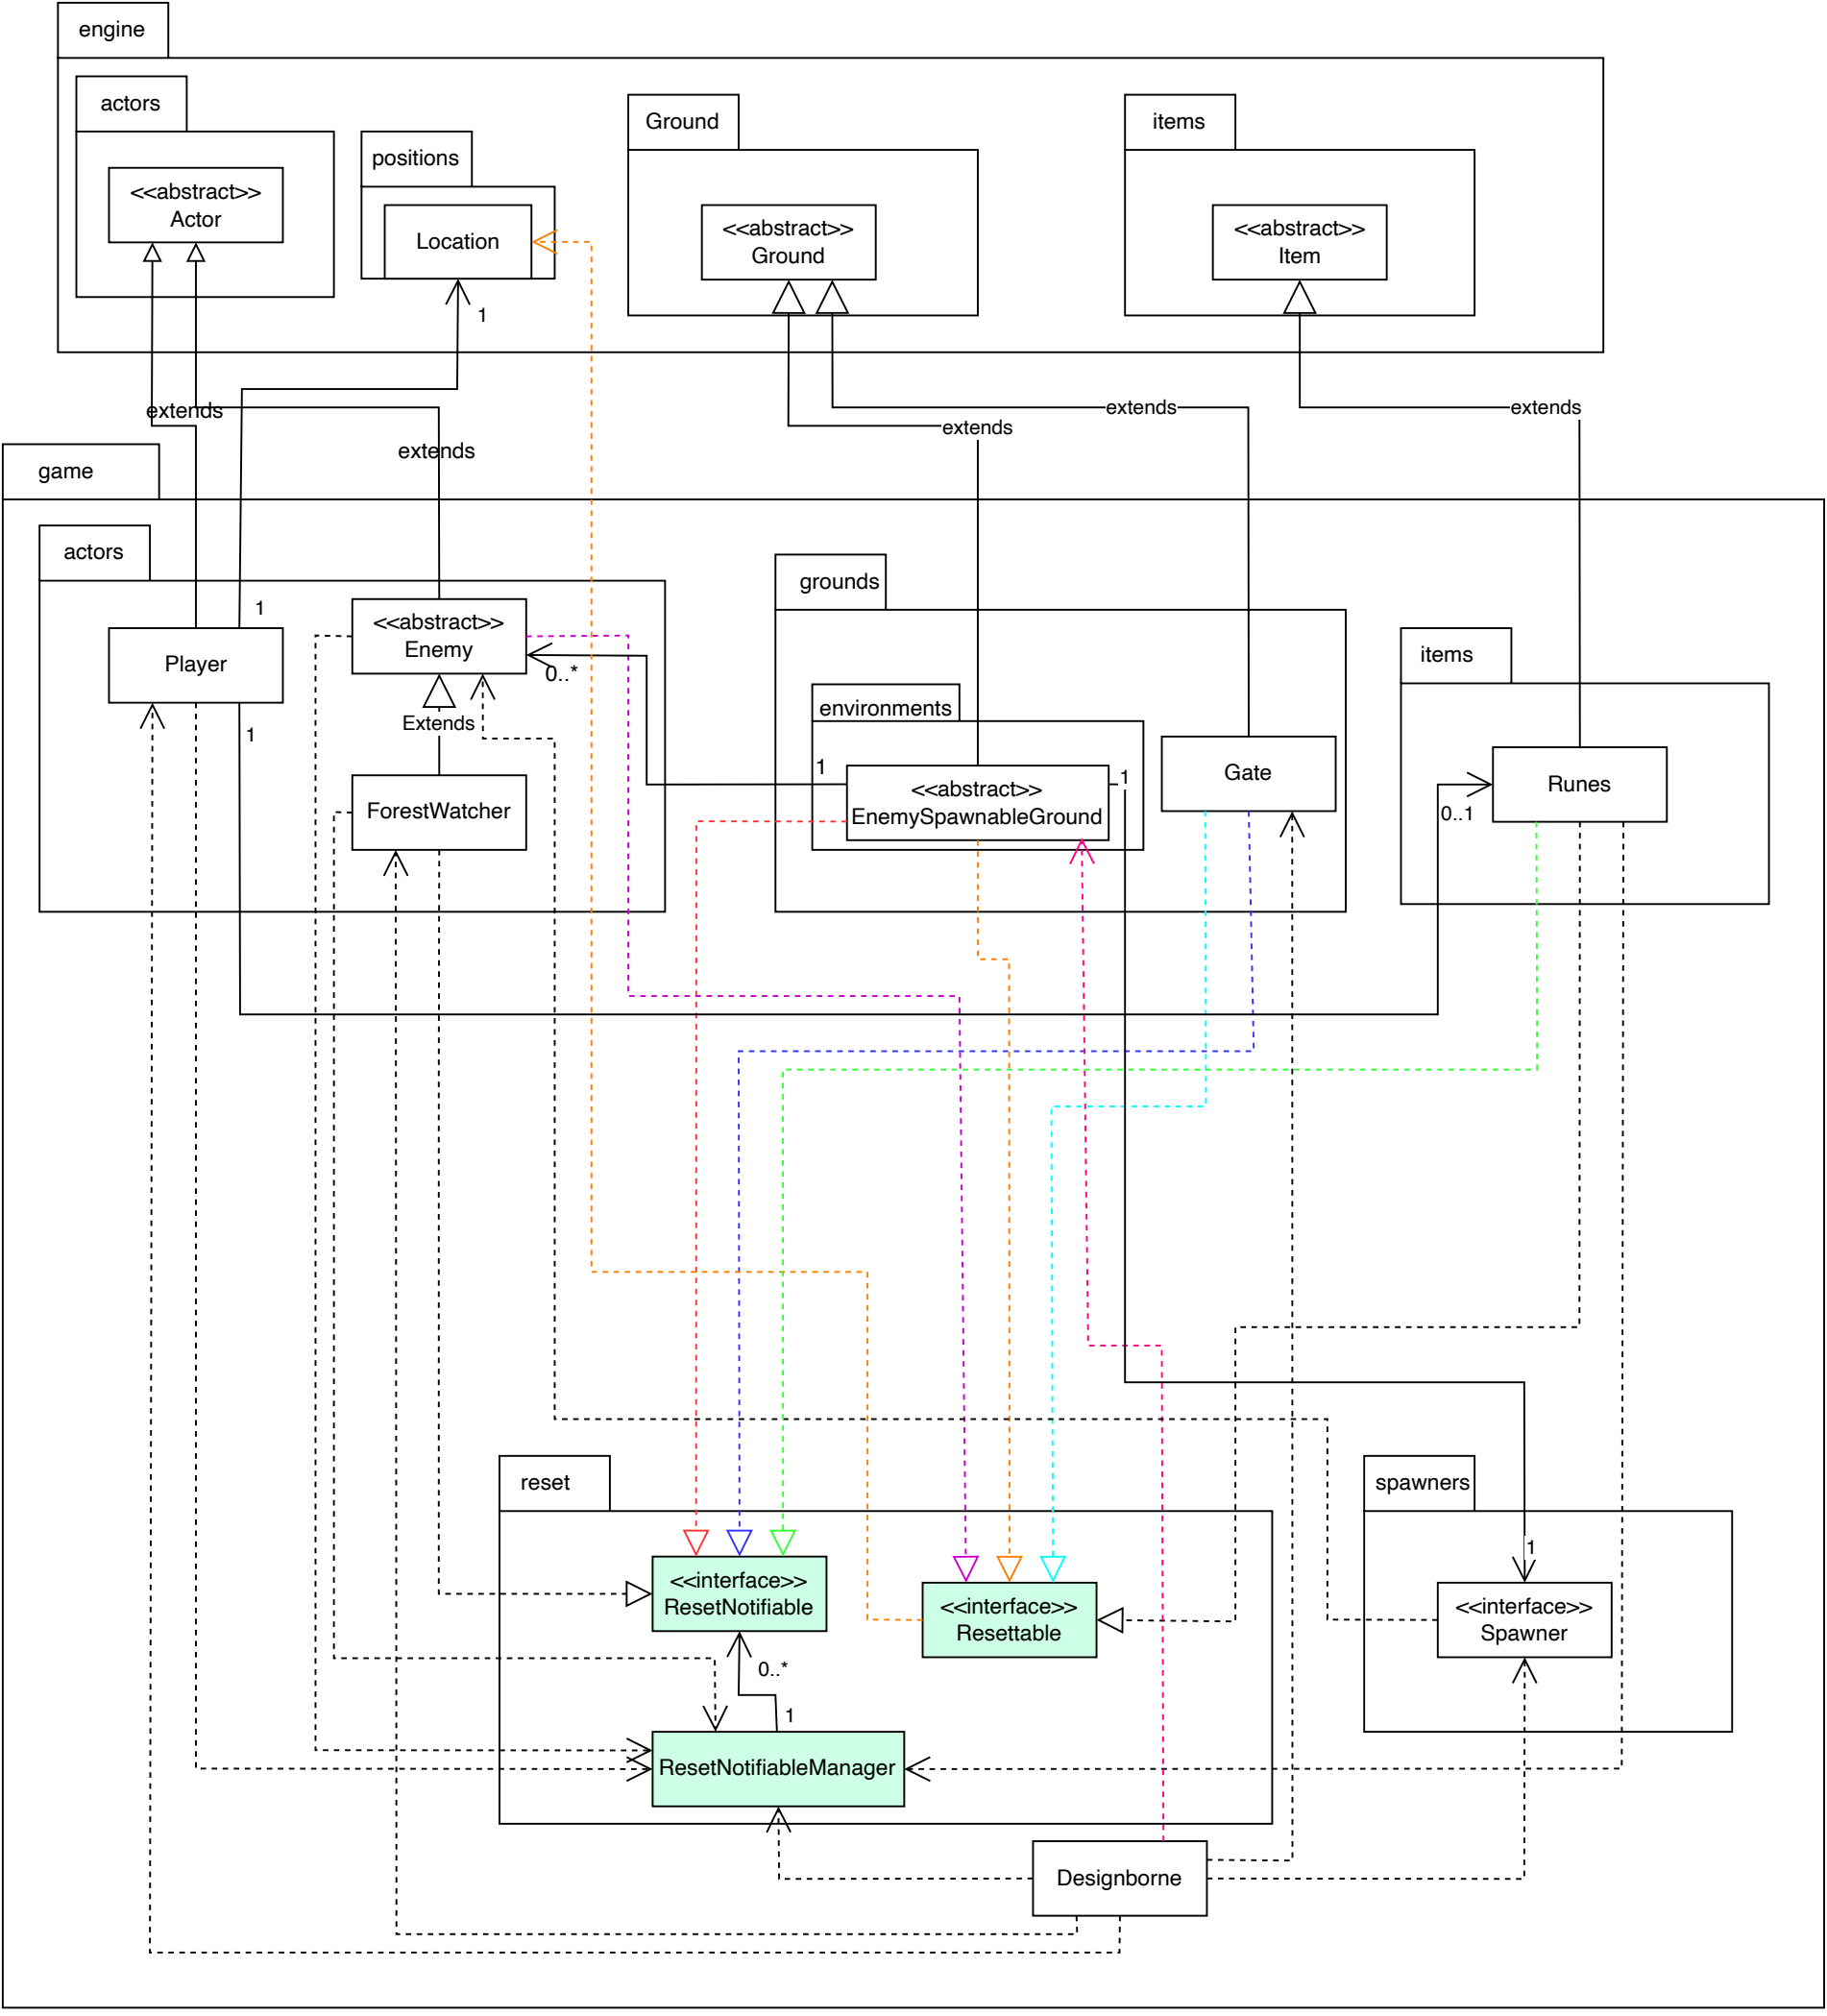 engine
actors
<<abstract>>
Actor
positions
Location
1
Ground
<<abstract>>
Ground
items
<<abstract>>
Item
extends
extends
extends
extends
extends
game
actors
1
Player
1
<<abstract>>
Enemy
0..*
Extends
ForestWatcher
grounds
environments
1
<<abstract>>
EnemySpawnableGround
1
Gate
items
Runes
0..1
reset
<<interface>>
ResetNotifiable
0..*
1
ResetNotifiableManager
<<interface>>
Resettable
spawners
1
<<interface>>
Spawner
Designborne